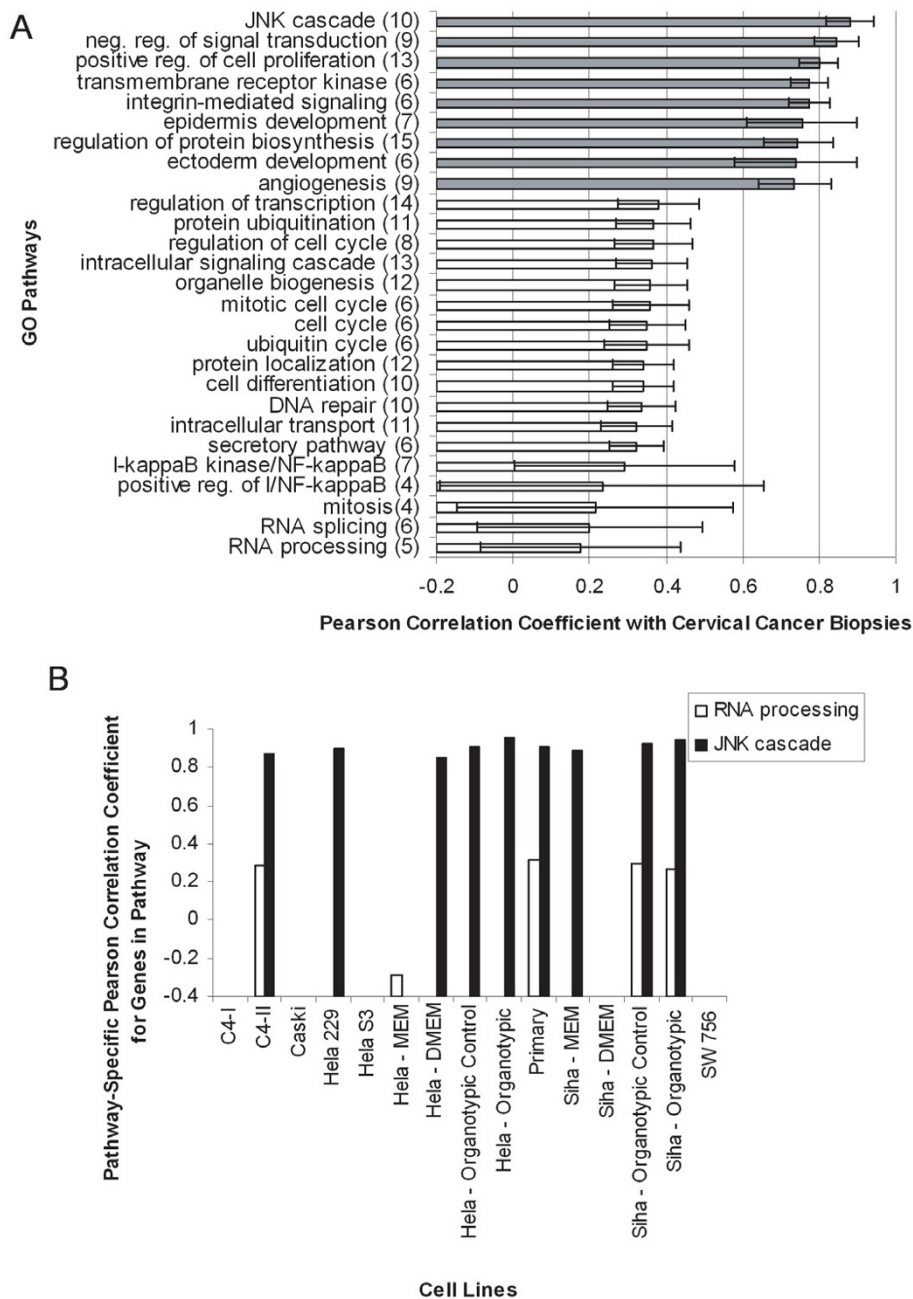 A
JNK cascade (10)
neg. reg. of signal transduction (9)
positive reg. of cell proliferation (13)
transmembrane receptor kinase (6)
integrin-mediated signaling (6)
epidermis development (7)
regulation of protein biosynthesis (15)
ectoderm development (6)
angiogenesis (9)
regulation of transcription (14)
protein ubiquitination (11)
regulation of cell cycle (8)
intracellular signaling cascade (13)
organelle biogenesis (12)
mitotic cell cycle (6)
cell cycle (6)
ubiquitin cycle (6)
protein localization (12)
cell differentiation (10)
DNA repair (10)
intracellular transport (11)
secretory pathway (6)
I-kappaB kinase/NF-kappaB (7)
positive reg. of I/NF-kappaB (4)
mitosis(4)
RNA splicing (6)
RNA processing (5)
GO Pathways
-0.2 0 0.2 0.4 0.6 0.8 1
Pearson Correlation Coefficient with Cervical Cancer Biopsies
B
RNA processing
JNK cascade
Pathway-Specific Pearson Correlation Coefficient
for Genes in Pathway
1
0.8
0.6
0.4
0.2
0
-0.2
-0.4
C4-I
C4-II
Caski
Hela 229
Hela S3
Hela - MEM
Hela - DMEM
Hela - Organotypic Control
Hela - Organotypic
Primary
Siha - MEM
Siha - DMEM
Siha - Organotypic Control
Siha - Organotypic
SW 756
Cell Lines